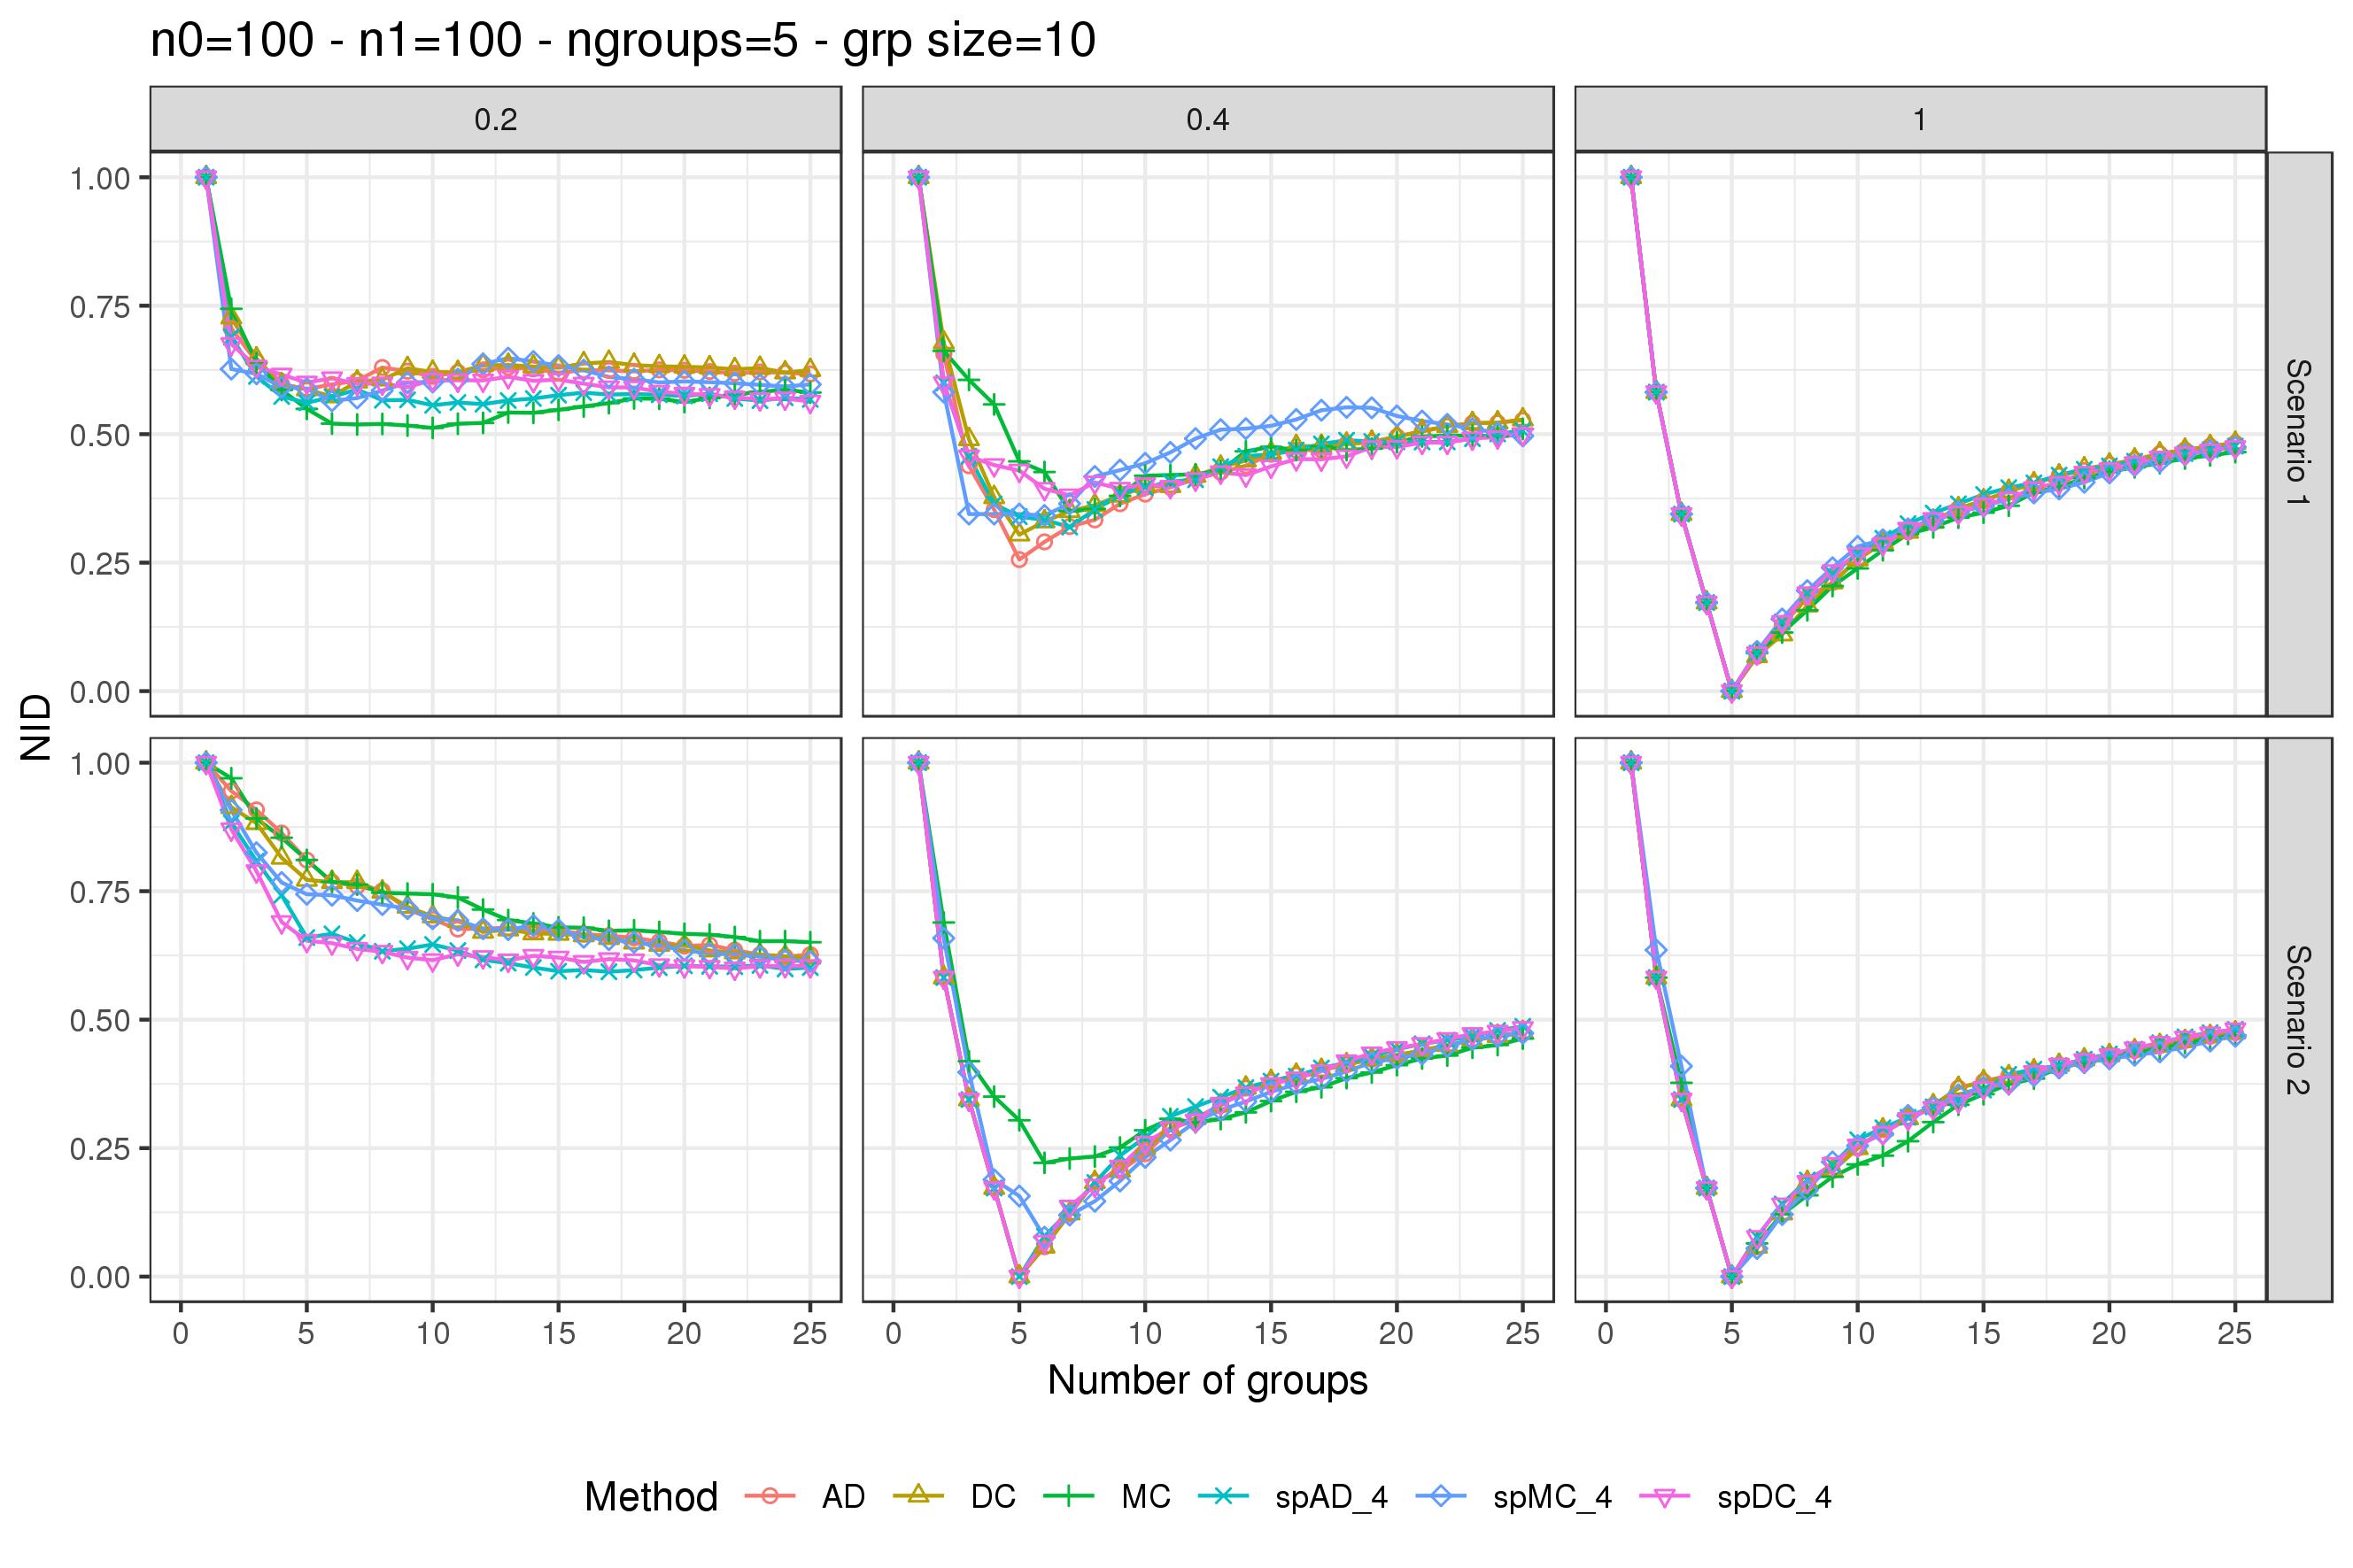 n0=100 - n1=100 - ngroups=5 - grp size=10
0.2
0.4
1
1.00
0.75
0.50
0.25
0.00
Scenario 1
NID
1.00
0.75
0.50
0.25
0.00
Scenario 2
0 5 10 15 20 25
0 5 10 15 20 25
0 5 10 15 20 25
Number of groups
Method AD DC MC spAD_4 spMC_4 spDC_4